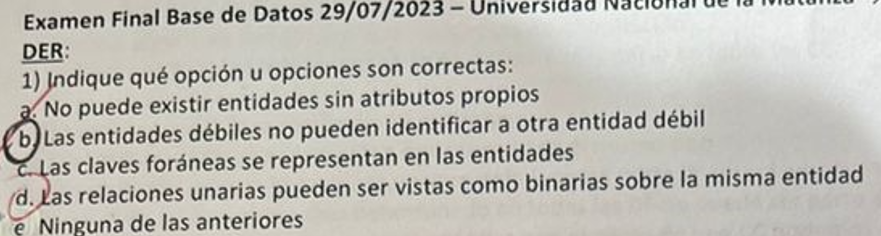 Examen Final Base de Datos 29/07/2023 – Universidad Nacional de la Matanza
DER:
1) Indique qué opción u opciones son correctas:
a. No puede existir entidades sin atributos propios
b) Las entidades débiles no pueden identificar a otra entidad débil
c. Las claves foráneas se representan en las entidades
d. Las relaciones unarias pueden ser vistas como binarias sobre la misma entidad
e Ninguna de las anteriores